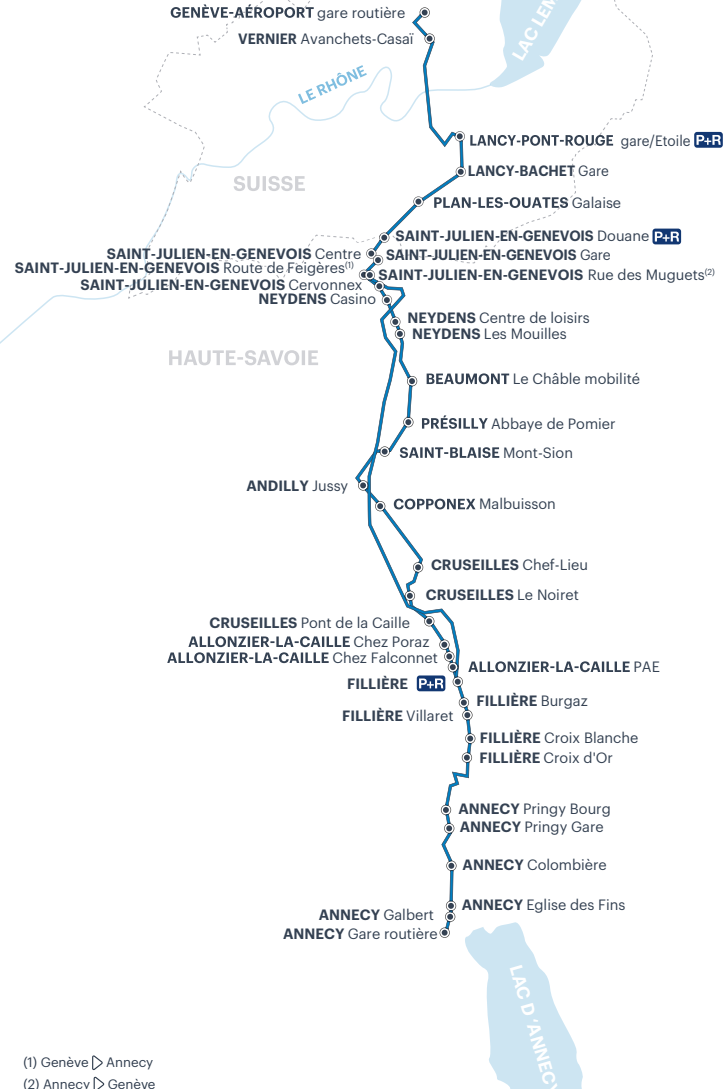 GENÈVE-AÉROPORT gare routière
VERNIER Avanchets-Casaï
LAC LEM
LE RHÔNE
LANCY-PONT-ROUGE gare/Etoile P+R
LANCY-BACHET Gare
SUISSE
PLAN-LES-OUATES Galaise
SAINT-JULIEN-EN-GENEVOIS Douane P+R
SAINT-JULIEN-EN-GENEVOIS Centre
SAINT-JULIEN-EN-GENEVOIS Gare
SAINT-JULIEN-EN-GENEVOIS Route de Feigères(1)
SAINT-JULIEN-EN-GENEVOIS Rue des Muguets(2)
SAINT-JULIEN-EN-GENEVOIS Cervonnex
NEYDENS Casino
NEYDENS Centre de loisirs
NEYDENS Les Mouilles
HAUTE-SAVOIE
BEAUMONT Le Châble mobilité
PRÉSILLY Abbaye de Pomier
SAINT-BLAISE Mont-Sion
ANDILLY Jussy
COPPONEX Malbuisson
CRUSEILLES Chef-Lieu
CRUSEILLES Le Noiret
CRUSEILLES Pont de la Caille
ALLONZIER-LA-CAILLE Chez Poraz
ALLONZIER-LA-CAILLE Chez Falconnet
ALLONZIER-LA-CAILLE PAE
FILLIÈRE P+R
FILLIÈRE Burgaz
FILLIÈRE Villaret
FILLIÈRE Croix Blanche
FILLIÈRE Croix d'Or
ANNECY Pringy Bourg
ANNECY Pringy Gare
ANNECY Colombière
ANNECY Eglise des Fins
ANNECY Galbert
ANNECY Gare routière
LAC D'ANNECY
(1) Genève ▷ Annecy
(2) Annecy ▷ Genève